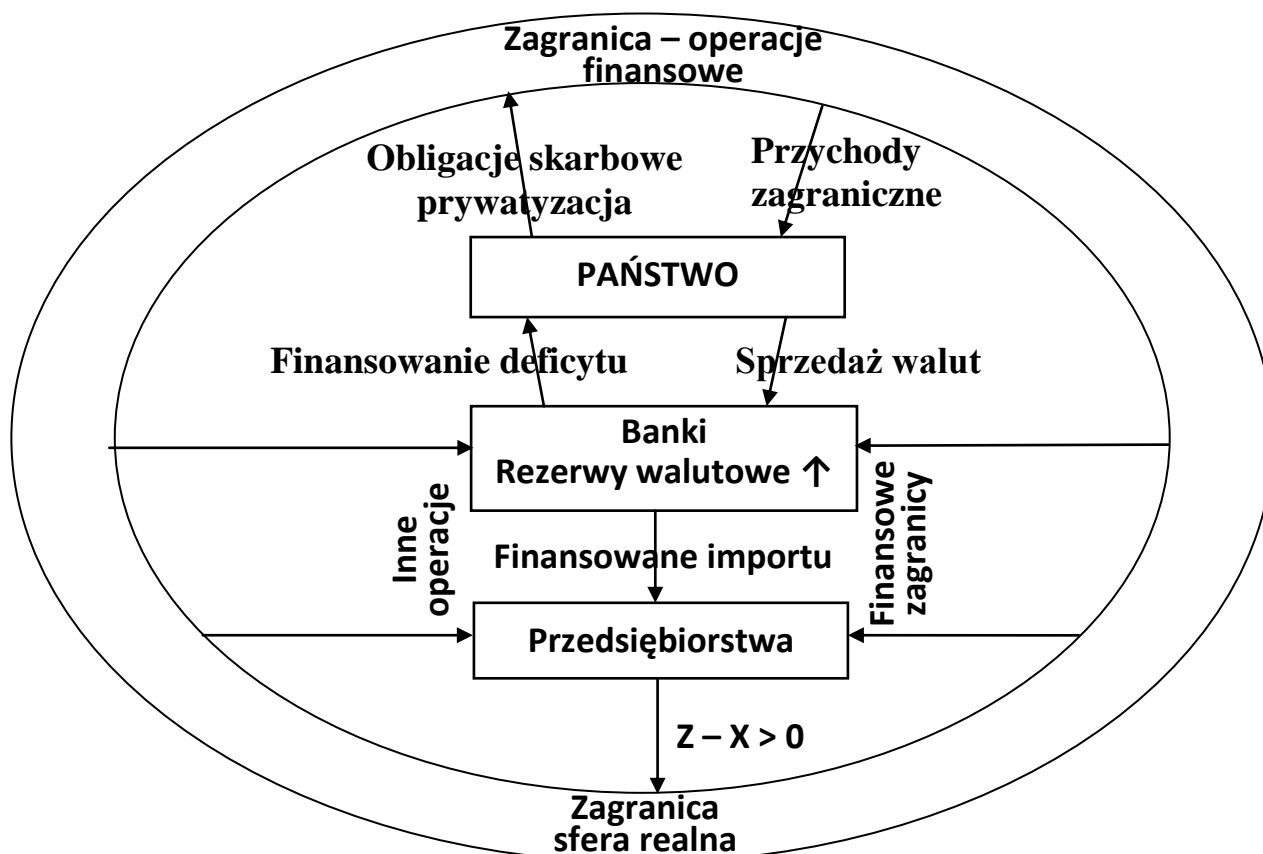 Zagranica – operacje
finansowe
Obligacje skarbowe
prywatyzacja
Przychody
zagraniczne
PAŃSTWO
Finansowanie deficytu
Sprzedaż walut
Banki
Rezerwy walutowe ↑
Inne
operacje
Finansowe
zagranicy
Finansowane importu
Przedsiębiorstwa
Z – X > 0
Zagranica
sfera realna